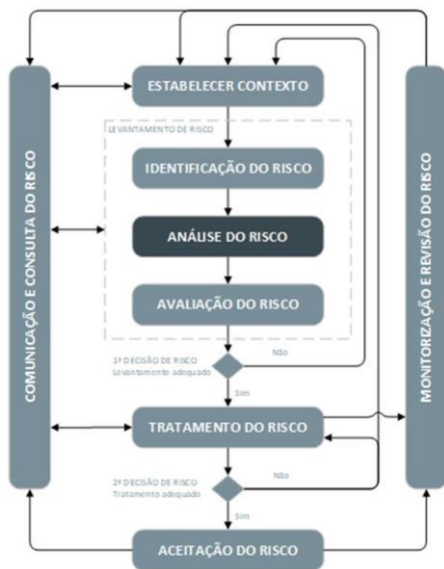 ESTABELECER CONTEXTO
LEVANTAMENTO DE RISCO
IDENTIFICAÇÃO DO RISCO
ANÁLISE DO RISCO
AVALIAÇÃO DO RISCO
1ª DECISÃO DE RISCO
Levantamento adequado
Não
Sim
TRATAMENTO DO RISCO
2ª DECISÃO DE RISCO
Tratamento adequado
Não
Sim
ACEITAÇÃO DO RISCO
COMUNICAÇÃO E CONSULTA DO RISCO
MONITORIZAÇÃO E REVISÃO DO RISCO